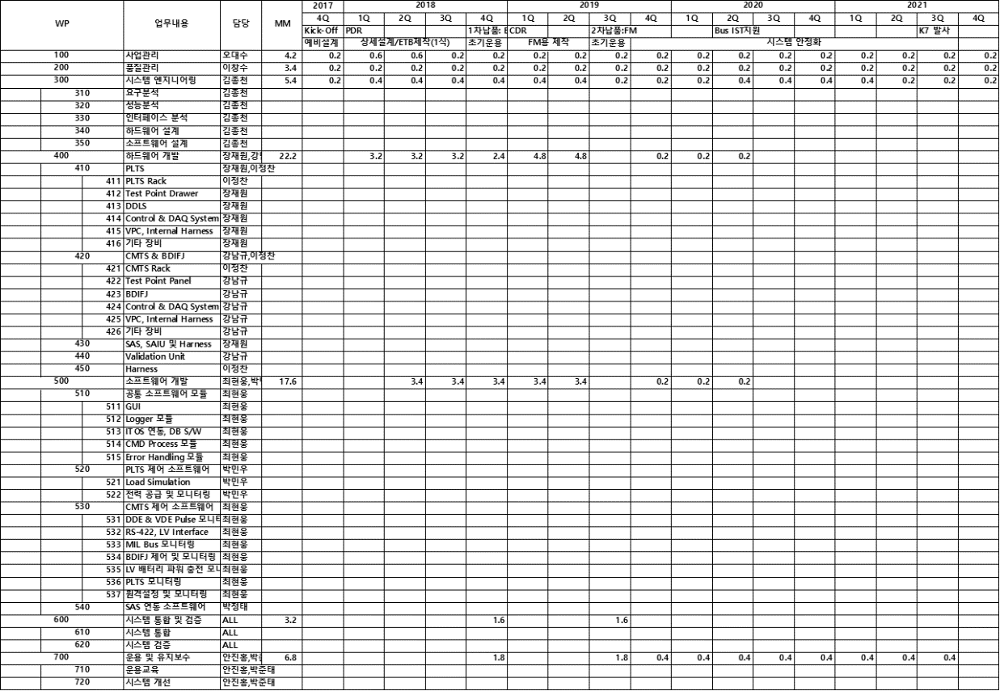 WP 업무내용 담당 MM 2017 2018 2019 2020 2021
4Q 1Q 2Q 3Q 4Q 1Q 2Q 3Q 4Q 1Q 2Q 3Q 4Q 1Q 2Q 3Q 4Q
Kick-Off PDR 1차납품: E CDR 2차납품:FM Bus IST지원 K7 발사
예비설계 상세설계/ETB제작(1식) 초기운용 FM용 제작 초기운용 시스템 안정화
100 사업관리 오대수 4.2 0.2 0.6 0.6 0.2 0.2 0.2 0.2 0.2 0.2 0.2 0.2 0.2 0.2 0.2 0.2 0.2 0.2
200 품질관리 이창수 3.4 0.2 0.2 0.2 0.2 0.2 0.2 0.2 0.2 0.2 0.2 0.2 0.2 0.2 0.2 0.2 0.2 0.2
300 시스템 엔지니어링 김종천 5.4 0.2 0.4 0.4 0.4 0.4 0.4 0.4 0.2 0.2 0.2 0.4 0.4 0.4 0.4 0.2 0.2 0.2
310 요구분석 김종천
320 성능분석 김종천
330 인터페이스 분석 김종천
340 하드웨어 설계 김종천
350 소프트웨어 설계 김종천
400 하드웨어 개발 장재원,강 22.2 3.2 3.2 3.2 2.4 4.8 4.8 0.2 0.2 0.2
410 PLTS 장재원,이정찬
411 PLTS Rack 이정찬
412 Test Point Drawer 장재원
413 DDLS 장재원
414 Control & DAQ System 장재원
415 VPC, Internal Harness 장재원
416 기타 장비 장재원
420 CMTS & BDIFJ 강남규,이정찬
421 CMTS Rack 이정찬
422 Test Point Panel 강남규
423 BDIFJ 강남규
424 Control & DAQ System 강남규
425 VPC, Internal Harness 강남규
426 기타 장비 강남규
430 SAS, SAIU 및 Harness 장재원
440 Validation Unit 강남규
450 Harness 이정찬
500 소프트웨어 개발 최현웅,박 17.6 3.4 3.4 3.4 3.4 3.4 0.2 0.2 0.2
510 공통 소프트웨어 모듈 최현웅
511 GUI 최현웅
512 Logger 모듈 최현웅
513 ITOS 연동, DB S/W 최현웅
514 CMD Process 모듈 최현웅
515 Error Handling 모듈 최현웅
520 PLTS 제어 소프트웨어 박민우
521 Load Simulation 박민우
522 전력 공급 및 모니터링 박민우
530 CMTS 제어 소프트웨어 최현웅
531 DDE & VDE Pulse 모니터 최현웅
532 RS-422, LV Interface 최현웅
533 MIL Bus 모니터링 최현웅
534 BDIFJ 제어 및 모니터링 최현웅
535 LV 배터리 파워 충전 모니 최현웅
536 PLTS 모니터링 최현웅
537 원격설정 및 모니터링 최현웅
540 SAS 연동 소프트웨어 박정태
600 시스템 통합 및 검증 ALL 3.2 1.6 1.6
610 시스템 통합 ALL
620 시스템 검증 ALL
700 운용 및 유지보수 안진홍,박준 6.8 1.8 1.8 0.4 0.4 0.4 0.4 0.4 0.4 0.4 0.4
710 운용교육 안진홍,박준태
720 시스템 개선 안진홍,박준태